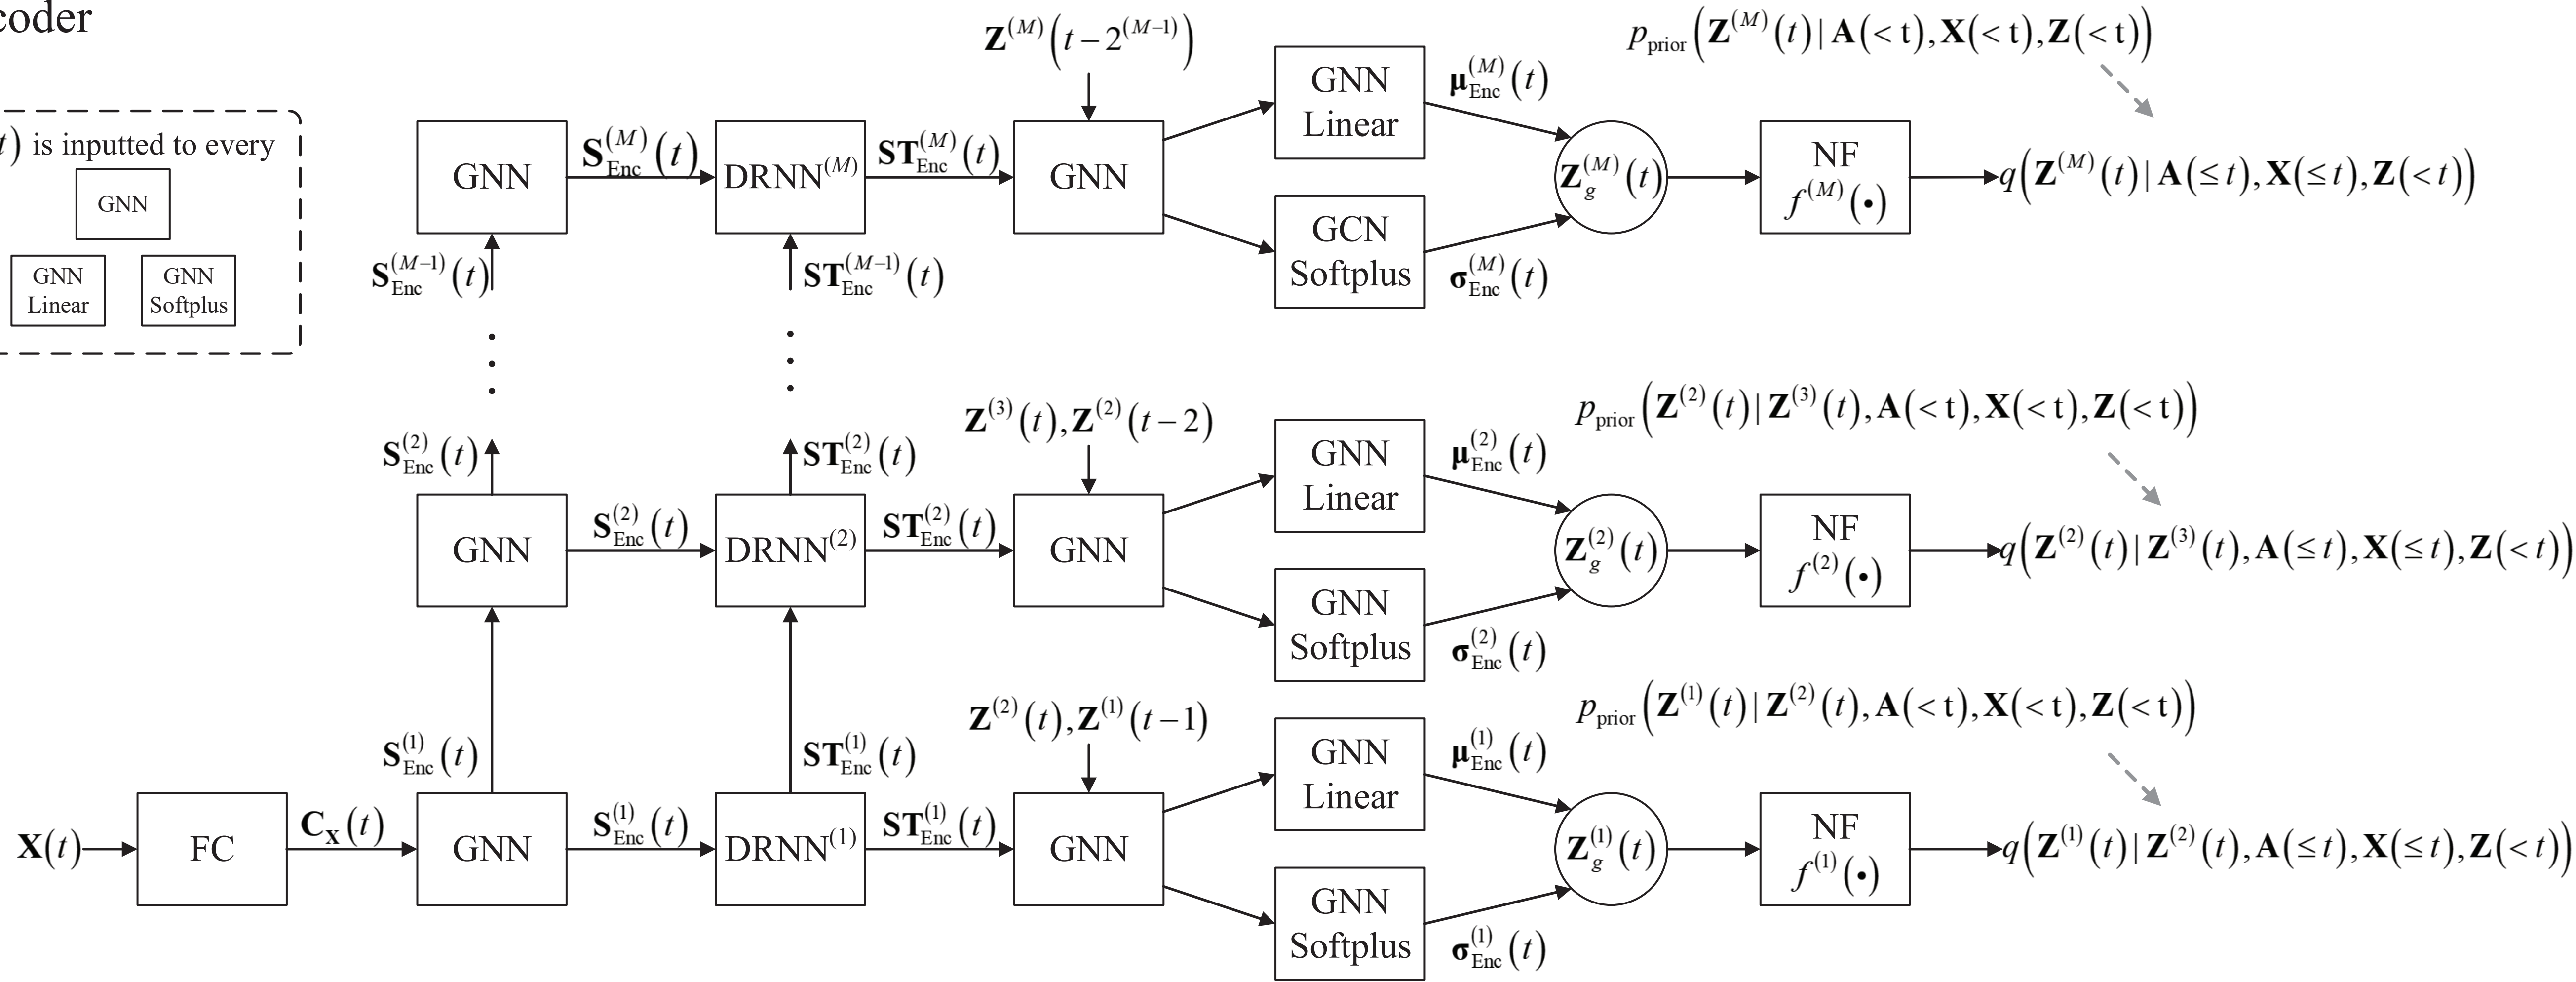 coder
t) is inputted to every
GNN
GNN
Linear
GNN
Softplus
Z^(M)(t−2^(M−1))
p_prior(Z^(M)(t)|A(<t),X(<t),Z(<t))
GNN
S_Enc^(M)(t)
DRNN^(M)
ST_Enc^(M)(t)
GNN
GNN
Linear
μ_Enc^(M)(t)
GCN
Softplus
σ_Enc^(M)(t)
Z_g^(M)(t)
NF
f^(M)(•)
q(Z^(M)(t)|A(≤t),X(≤t),Z(<t))
S_Enc^(M−1)(t)
ST_Enc^(M−1)(t)
Z^(3)(t),Z^(2)(t−2)
p_prior(Z^(2)(t)|Z^(3)(t),A(<t),X(<t),Z(<t))
S_Enc^(2)(t)
ST_Enc^(2)(t)
GNN
S_Enc^(2)(t)
DRNN^(2)
ST_Enc^(2)(t)
GNN
GNN
Linear
μ_Enc^(2)(t)
GNN
Softplus
σ_Enc^(2)(t)
Z_g^(2)(t)
NF
f^(2)(•)
q(Z^(2)(t)|Z^(3)(t),A(≤t),X(≤t),Z(<t))
Z^(2)(t),Z^(1)(t−1)
p_prior(Z^(1)(t)|Z^(2)(t),A(<t),X(<t),Z(<t))
S_Enc^(1)(t)
ST_Enc^(1)(t)
X(t)
FC
C_X(t)
GNN
S_Enc^(1)(t)
DRNN^(1)
ST_Enc^(1)(t)
GNN
GNN
Linear
μ_Enc^(1)(t)
GNN
Softplus
σ_Enc^(1)(t)
Z_g^(1)(t)
NF
f^(1)(•)
q(Z^(1)(t)|Z^(2)(t),A(≤t),X(≤t),Z(<t))